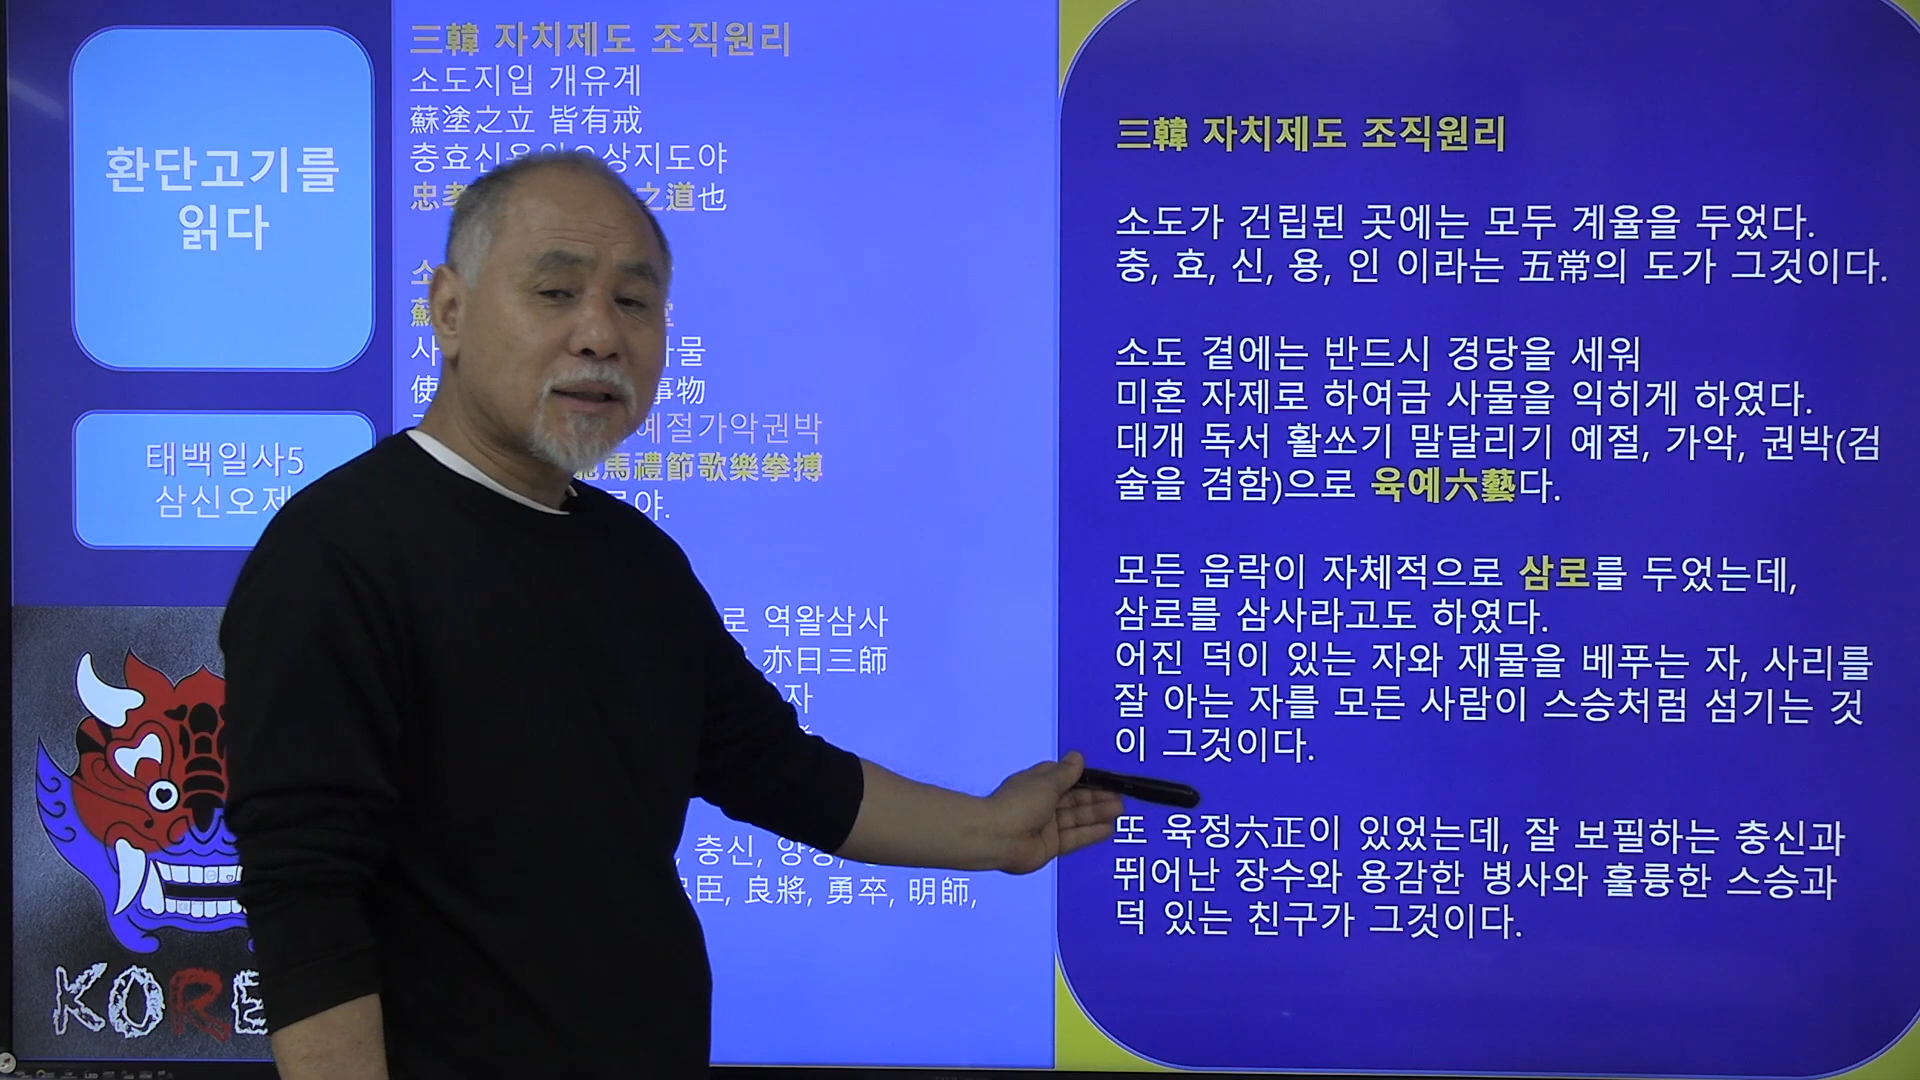 환단고기를
읽다
태백일사5
삼신오제
KORE
三韓 자치제도 조직원리
소도지입 개유계
蘇塗之立 皆有戒
충효신용인오상지도야
忠孝 之道也
소
蘇
사 사물
使 事物
예절가악권박
馳馬禮節歌樂拳搏
야.
로 역왈삼사
亦曰三師
자
충신, 양장,
忠臣, 良將, 勇卒, 明師,
三韓 자치제도 조직원리
소도가 건립된 곳에는 모두 계율을 두었다.
충, 효, 신, 용, 인 이라는 五常의 도가 그것이다.
소도 곁에는 반드시 경당을 세워
미혼 자제로 하여금 사물을 익히게 하였다.
대개 독서 활쏘기 말달리기 예절, 가악, 권박(검
술을 겸함)으로 육예六藝다.
모든 읍락이 자체적으로 삼로를 두었는데,
삼로를 삼사라고도 하였다.
어진 덕이 있는 자와 재물을 베푸는 자, 사리를
잘 아는 자를 모든 사람이 스승처럼 섬기는 것
이 그것이다.
또 육정六正이 있었는데, 잘 보필하는 충신과
뛰어난 장수와 용감한 병사와 훌륭한 스승과
덕 있는 친구가 그것이다.